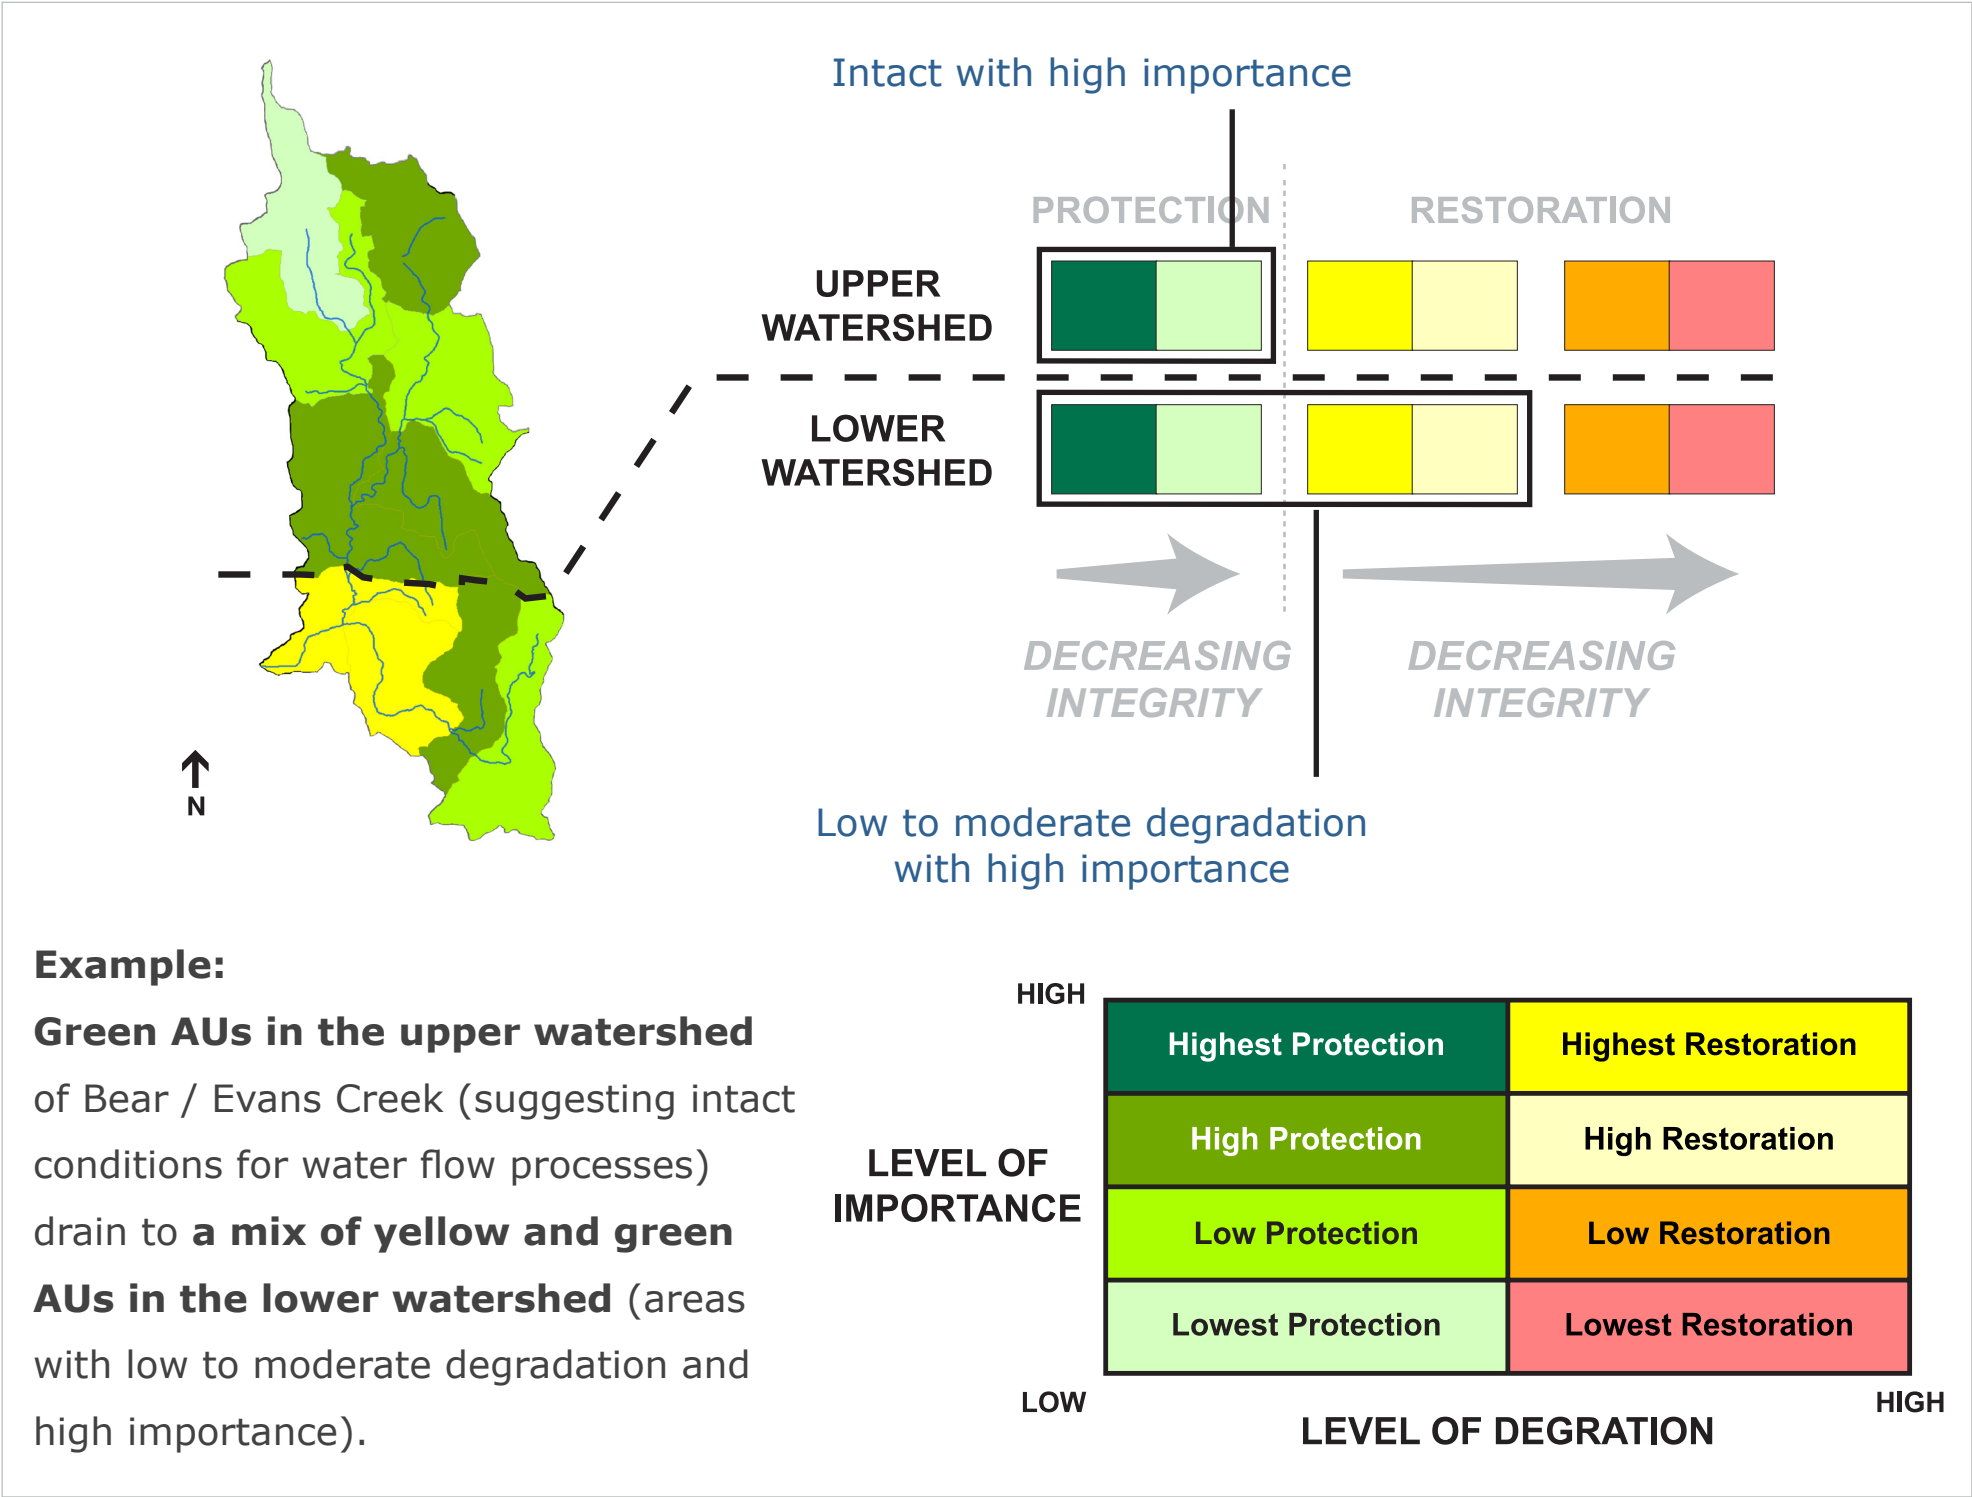 Intact with high importance
PROTECTION
RESTORATION
UPPER
WATERSHED
LOWER
WATERSHED
DECREASING
INTEGRITY
DECREASING
INTEGRITY
N
Low to moderate degradation
with high importance
Example:
Green AUs in the upper watershed
of Bear / Evans Creek (suggesting intact
conditions for water flow processes)
drain to a mix of yellow and green
AUs in the lower watershed (areas
with low to moderate degradation and
high importance).
HIGH
Highest Protection
Highest Restoration
High Protection
High Restoration
LEVEL OF
IMPORTANCE
Low Protection
Low Restoration
Lowest Protection
Lowest Restoration
LOW
HIGH
LEVEL OF DEGRATION